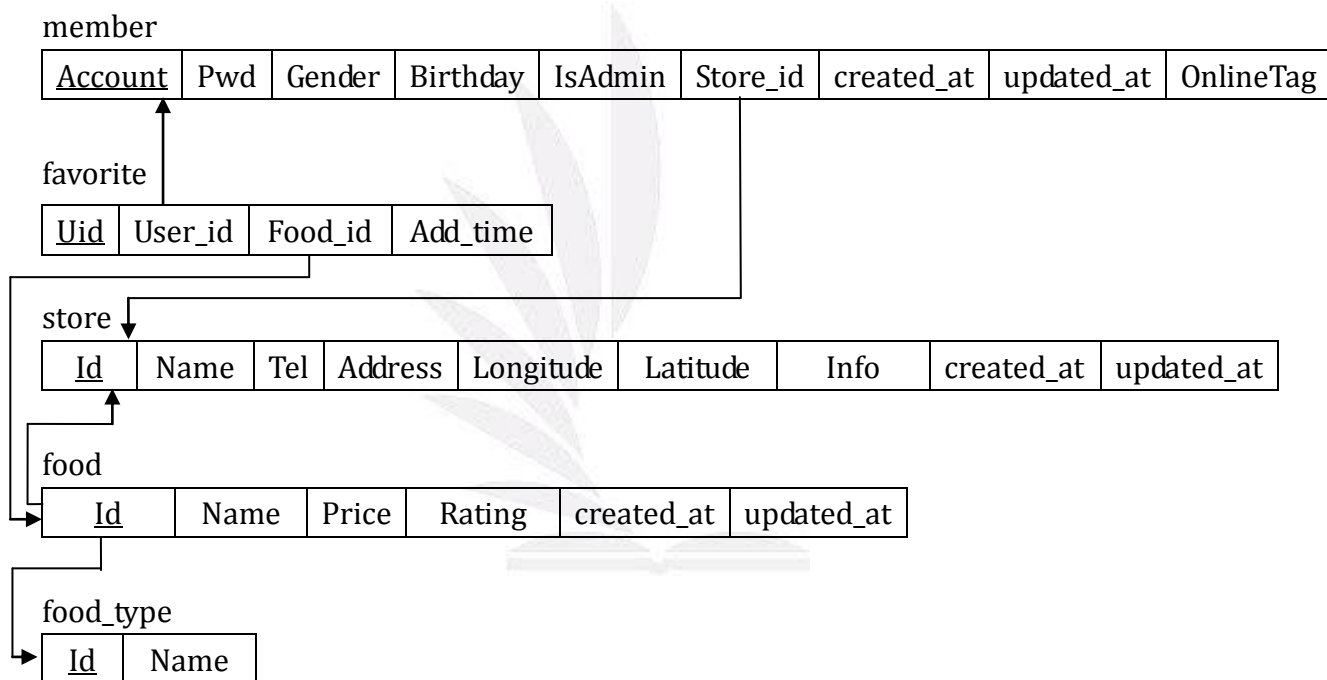 member
Account Pwd Gender Birthday IsAdmin Store_id created_at updated_at OnlineTag
favorite
Uid User_id Food_id Add_time
store
Id Name Tel Address Longitude Latitude Info created_at updated_at
food
Id Name Price Rating created_at updated_at
food_type
Id Name